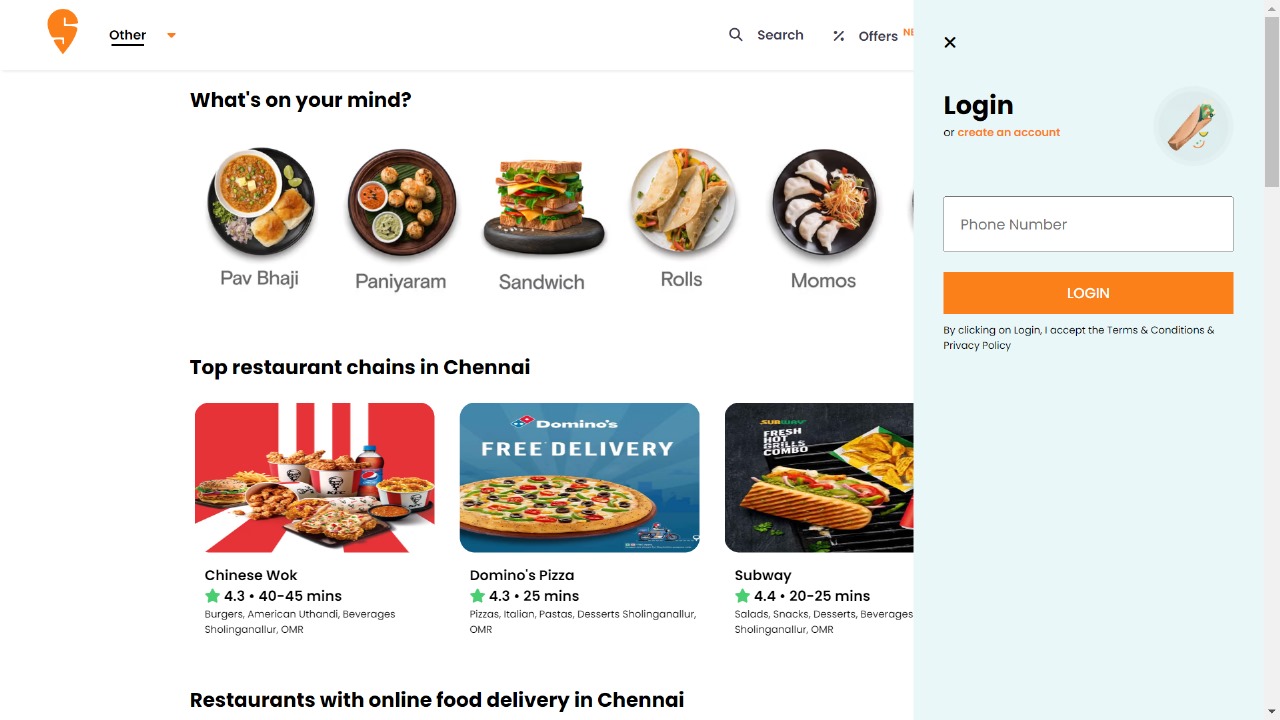 Other
Search
Offers NE
What's on your mind?
Pav Bhaji
Paniyaram
Sandwich
Rolls
Momos
Top restaurant chains in Chennai
KFC
Domino's
FREE DELIVERY
SUBWAY
FRESH
HOT
GRILLS
COMBO
Chinese Wok
4.3 • 40-45 mins
Burgers, American Uthandi, Beverages
Sholinganallur, OMR
Domino's Pizza
4.3 • 25 mins
Pizzas, Italian, Pastas, Desserts Sholinganallur,
OMR
Subway
4.4 • 20-25 mins
Salads, Snacks, Desserts, Beverages
Sholinganallur, OMR
Restaurants with online food delivery in Chennai
✕
Login
or create an account
Phone Number
LOGIN
By clicking on Login, I accept the Terms & Conditions &
Privacy Policy